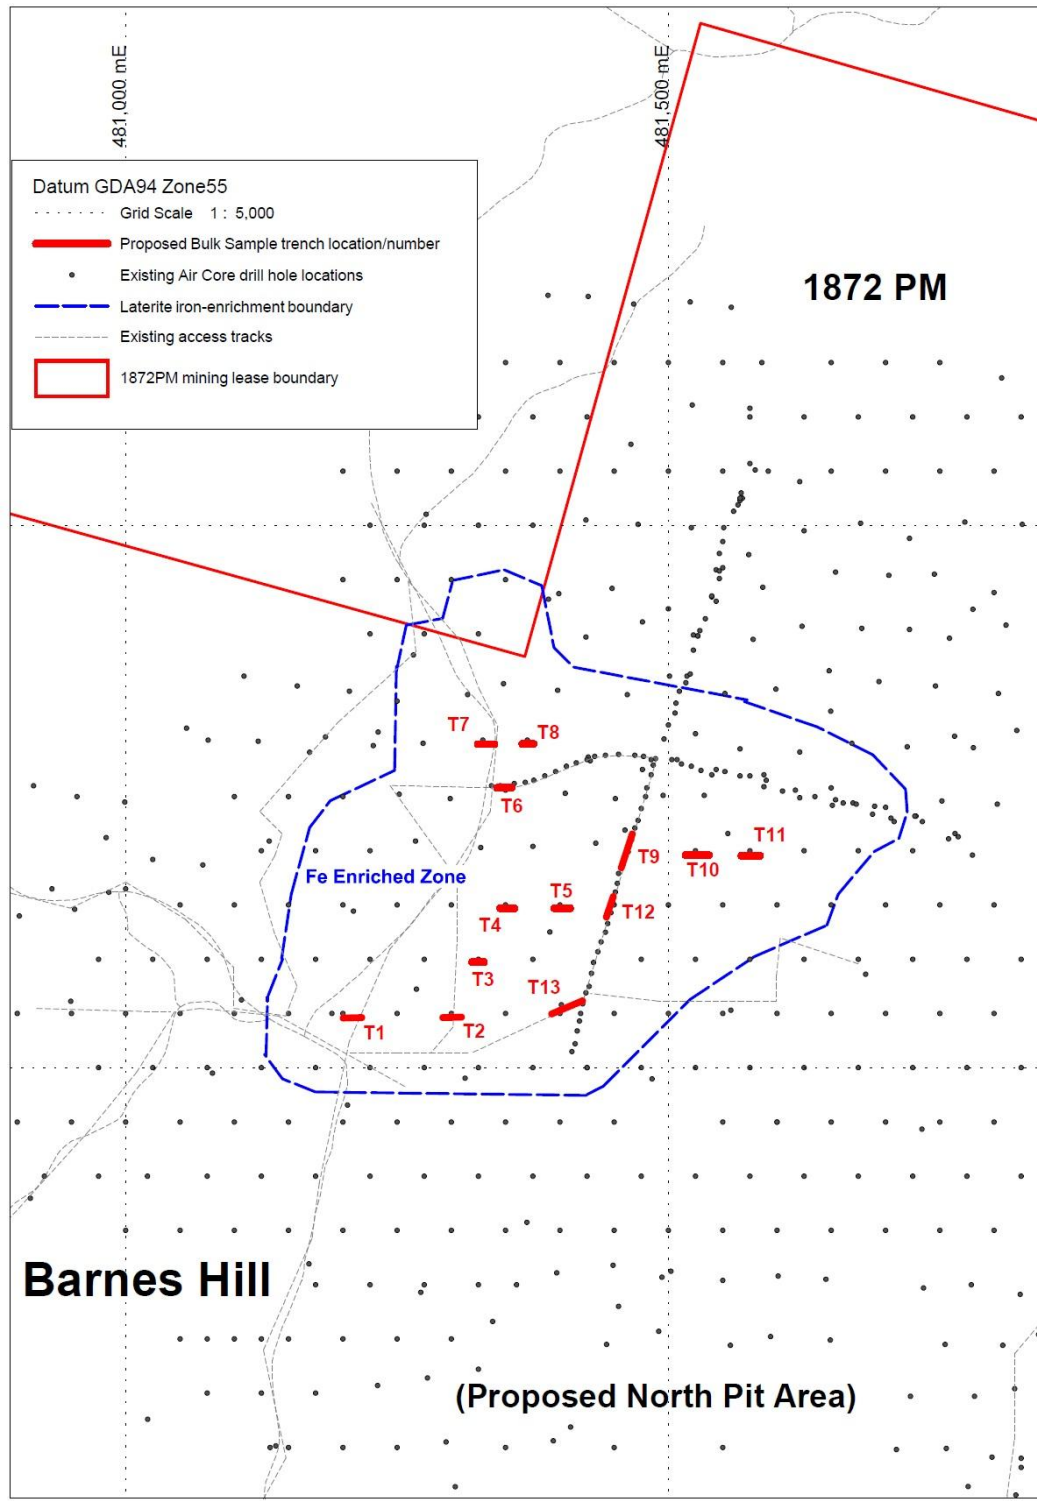 481,000 mE
481,500 mE
Datum GDA94 Zone55
Grid Scale 1 : 5,000
Proposed Bulk Sample trench location/number
Existing Air Core drill hole locations
Laterite iron-enrichment boundary
Existing access tracks
1872PM mining lease boundary
1872 PM
T7
T8
T6
T9
T10
T11
Fe Enriched Zone
T5
T4
T12
T3
T13
T1
T2
Barnes Hill
(Proposed North Pit Area)